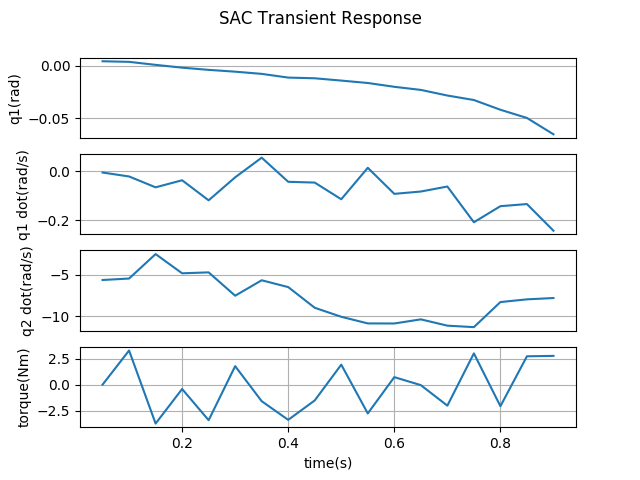 SAC Transient Response
q1(rad)
0.00
−0.05
q1 dot(rad/s)
0.0
−0.2
q2 dot(rad/s)
−5
−10
torque(Nm)
2.5
0.0
−2.5
0.2 0.4 0.6 0.8
time(s)